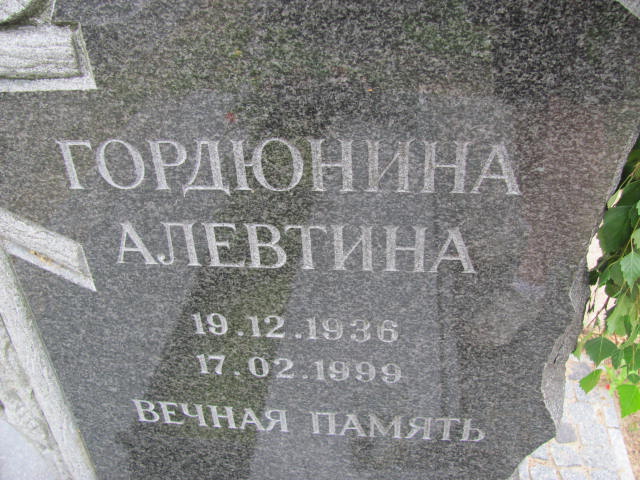 ГОРДЮНИНА
АЛЕВТИНА
19.12.1936
17.02.1999
ВЕЧНАЯ ПАМЯТЬ